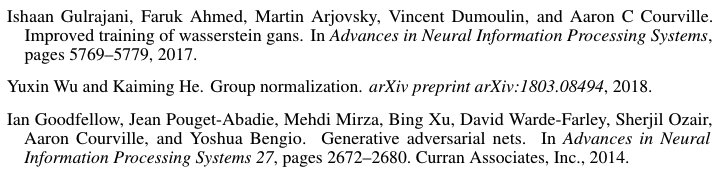 Ishaan Gulrajani, Faruk Ahmed, Martin Arjovsky, Vincent Dumoulin, and Aaron C Courville.
Improved training of wasserstein gans. In Advances in Neural Information Processing Systems,
pages 5769–5779, 2017.
Yuxin Wu and Kaiming He. Group normalization. arXiv preprint arXiv:1803.08494, 2018.
Ian Goodfellow, Jean Pouget-Abadie, Mehdi Mirza, Bing Xu, David Warde-Farley, Sherjil Ozair,
Aaron Courville, and Yoshua Bengio. Generative adversarial nets. In Advances in Neural
Information Processing Systems 27, pages 2672–2680. Curran Associates, Inc., 2014.